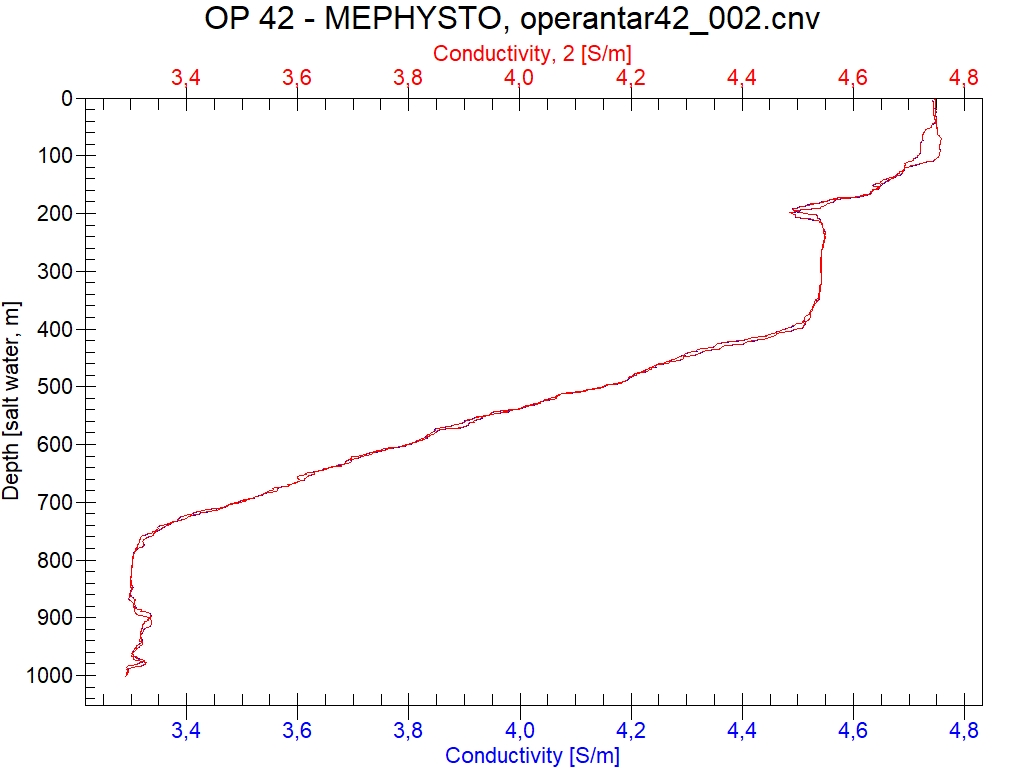 OP 42 - MEPHYSTO, operantar42_002.cnv
Conductivity, 2 [S/m]
3,4 3,6 3,8 4,0 4,2 4,4 4,6 4,8
0
100
200
300
400
500
600
700
800
900
1000
Depth [salt water, m]
3,4 3,6 3,8 4,0 4,2 4,4 4,6 4,8
Conductivity [S/m]